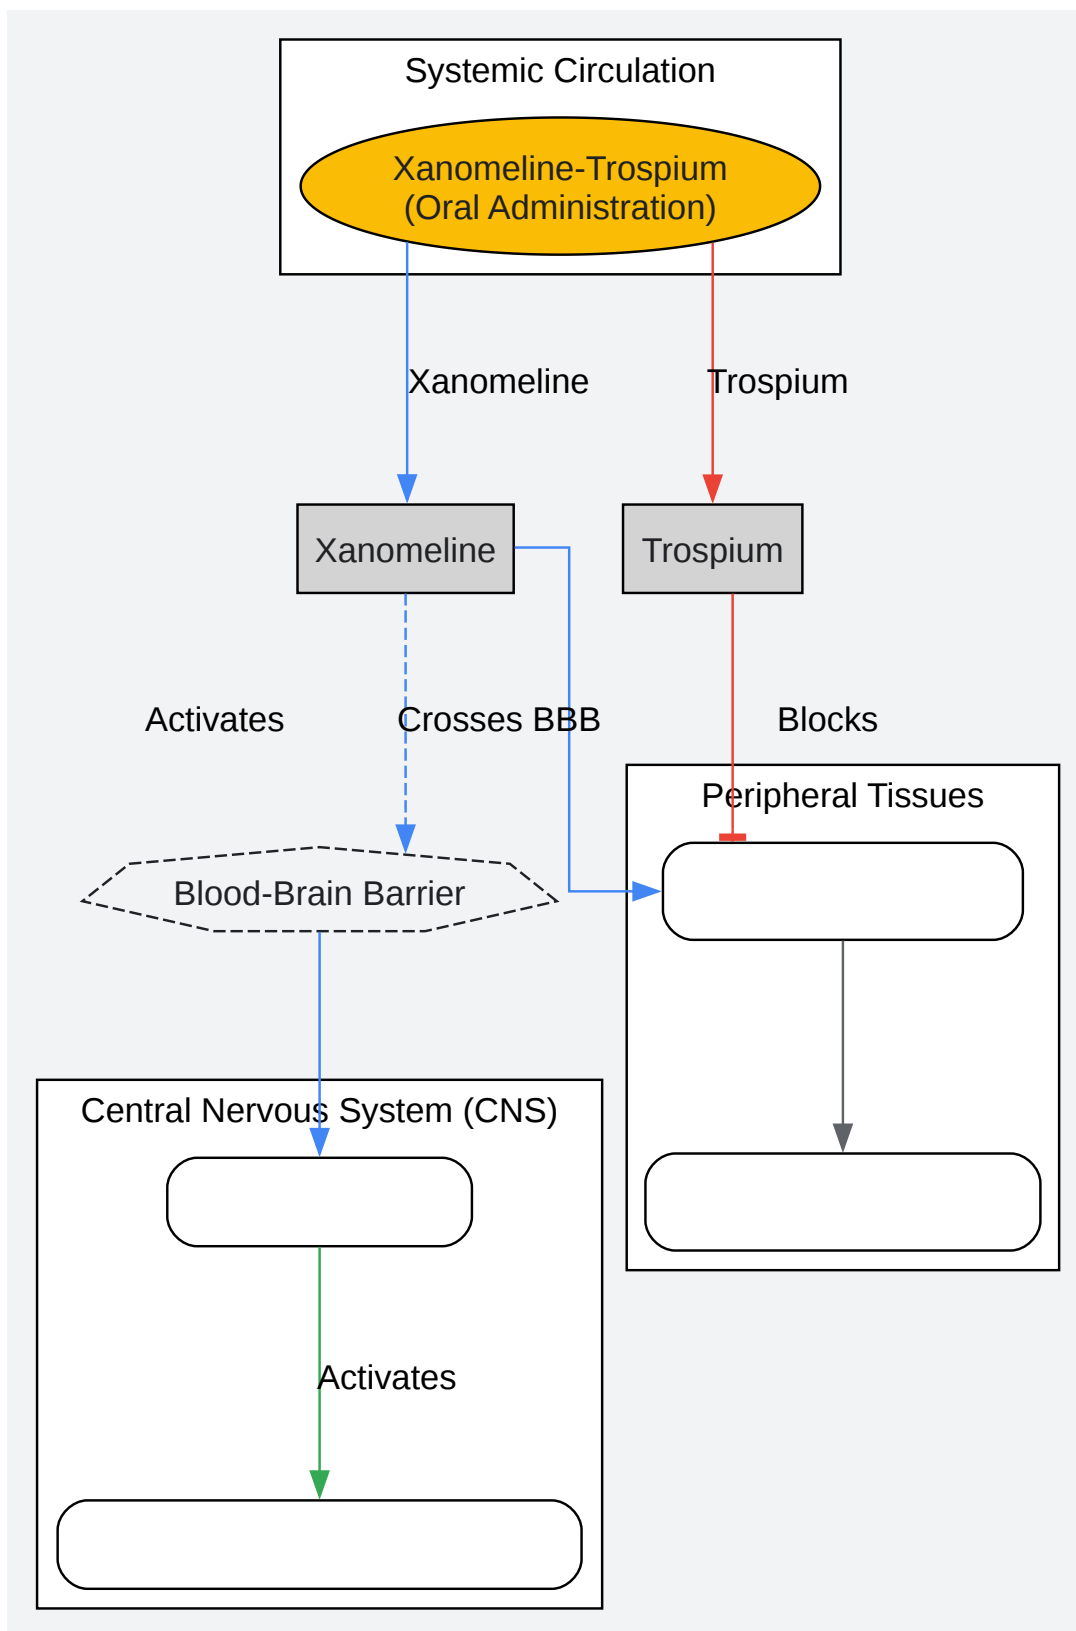 Systemic Circulation
Xanomeline-Trospium
(Oral Administration)
Xanomeline
Trospium
Xanomeline
Trospium
Activates
Crosses BBB
Blocks
Peripheral Tissues
Blood-Brain Barrier
Central Nervous System (CNS)
Activates